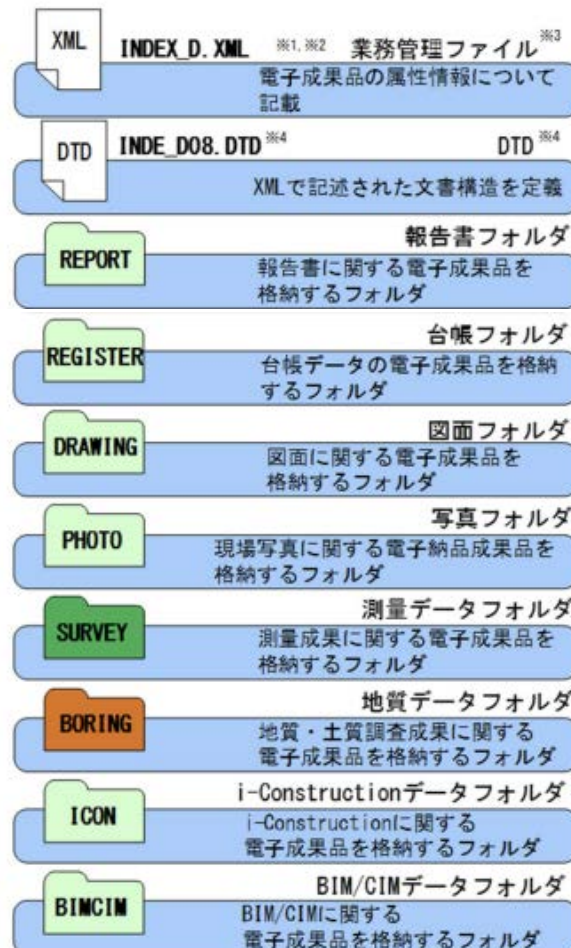 XML
INDEX_D.XML ※1,※2 業務管理ファイル※3
電子成果品の属性情報について
記載
DTD
INDE_D08.DTD※4 DTD※4
XMLで記述された文書構造を定義
報告書フォルダ
REPORT
報告書に関する電子成果品を
格納するフォルダ
台帳フォルダ
REGISTER
台帳データの電子成果品を格納
するフォルダ
図面フォルダ
DRAWING
図面に関する電子成果品を
格納するフォルダ
写真フォルダ
PHOTO
現場写真に関する電子納品成果品を
格納するフォルダ
測量データフォルダ
SURVEY
測量成果に関する電子成果品を
格納するフォルダ
地質データフォルダ
BORING
地質・土質調査成果に関する
電子成果品を格納するフォルダ
i-Constructionデータフォルダ
ICON
i-Constructionに関する
電子成果品を格納するフォルダ
BIM/CIMデータフォルダ
BIMCIM
BIM/CIMに関する
電子成果品を格納するフォルダ